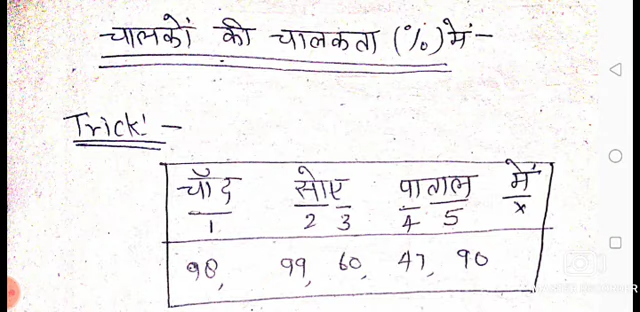 चालकों की चालकता (%) में -
Trick! -
चाँद सोए पाताल में
1 2 3 4 5 x
98, 99, 60, 47, 90